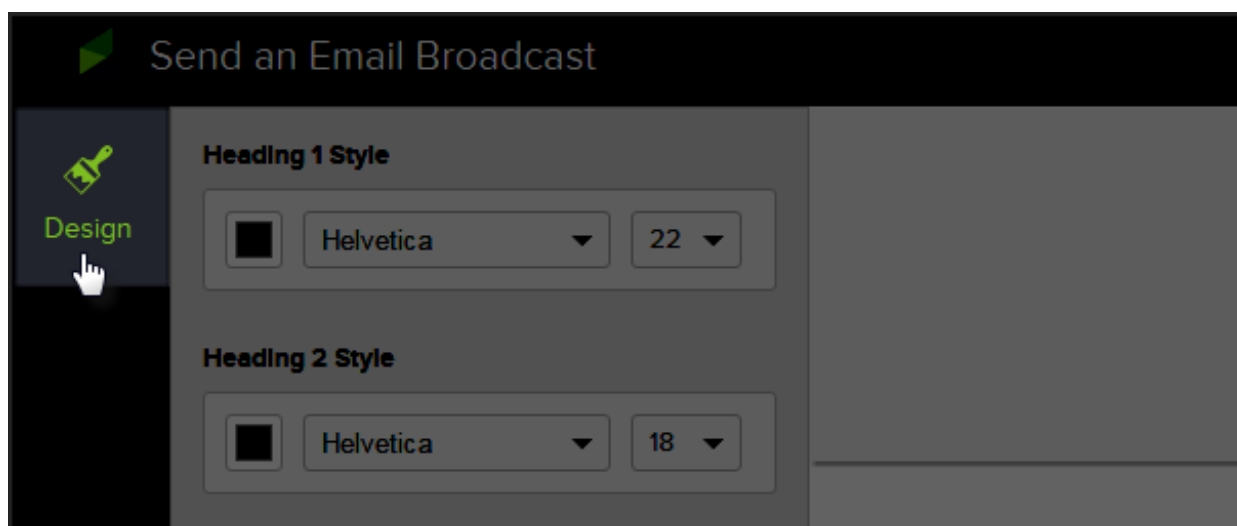 Send an Email Broadcast
Design
Heading 1 Style
Helvetica 22
Heading 2 Style
Helvetica 18